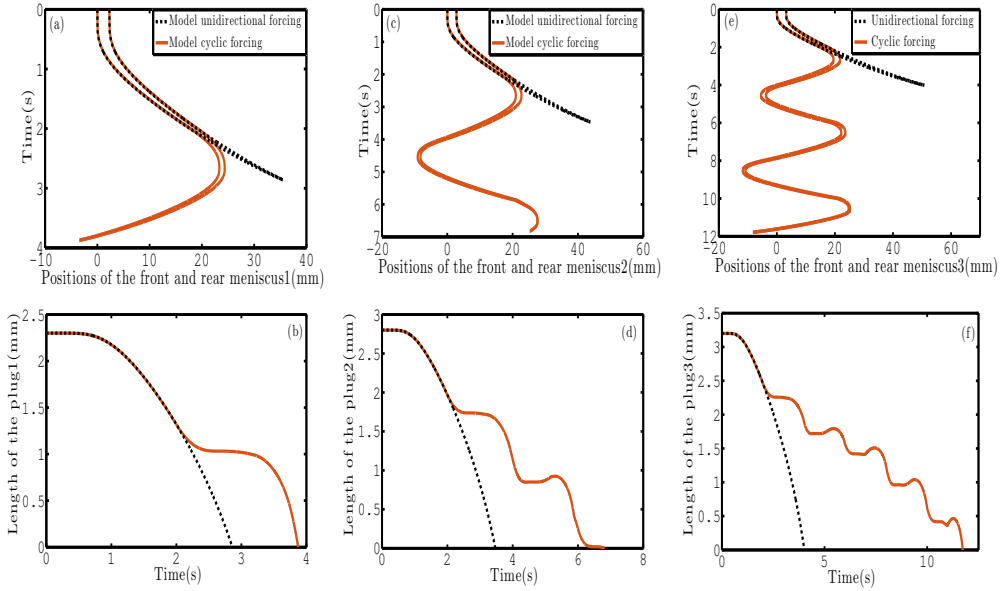 (a)
Model unidirectional forcing
Model cyclic forcing
Time(s)
0
1
2
3
4
-10 0 10 20 30 40
Positions of the front and rear meniscus1(mm)
(c)
Model unidirectional forcing
Model cyclic forcing
Time(s)
0
1
2
3
4
5
6
7
-20 0 20 40 60
Positions of the front and rear meniscus2(mm)
(e)
Unidirectional forcing
Cyclic forcing
Time(s)
0
2
4
6
8
10
12
-20 0 20 40 60
Positions of the front and rear meniscus3(mm)
(b)
Length of the plug1(mm)
2.5
2
1.5
1
0.5
0
0 1 2 3 4
Time(s)
(d)
Length of the plug2(mm)
3
2.5
2
1.5
1
0.5
0
0 2 4 6 8
Time(s)
(f)
Length of the plug3(mm)
3.5
3
2.5
2
1.5
1
0.5
0
0 5 10
Time(s)